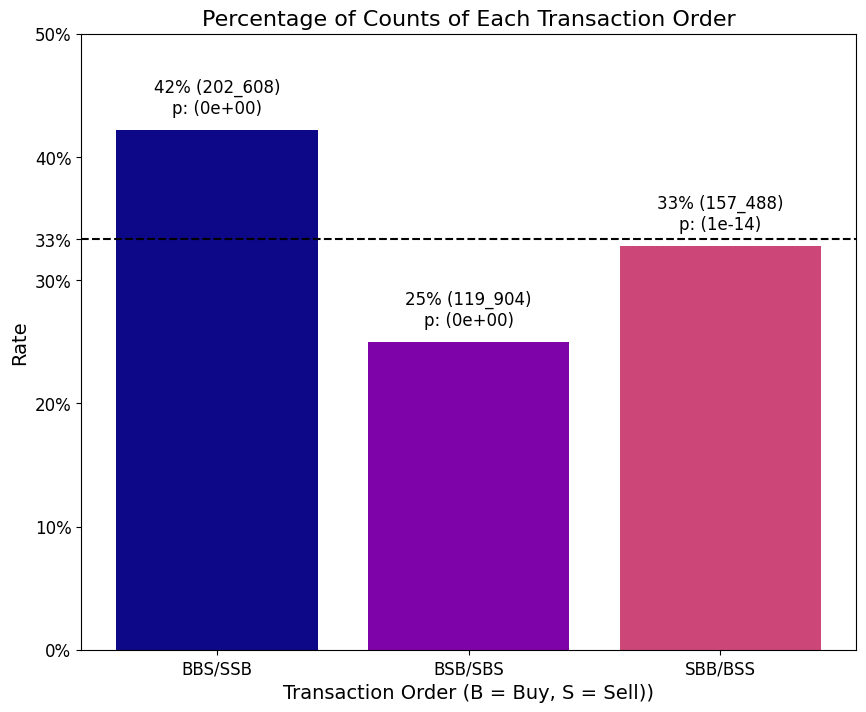 Percentage of Counts of Each Transaction Order
50%
40%
33%
30%
20%
10%
0%
Rate
42% (202_608)
p: (0e+00)
25% (119_904)
p: (0e+00)
33% (157_488)
p: (1e-14)
BBS/SSB
BSB/SBS
SBB/BSS
Transaction Order (B = Buy, S = Sell))